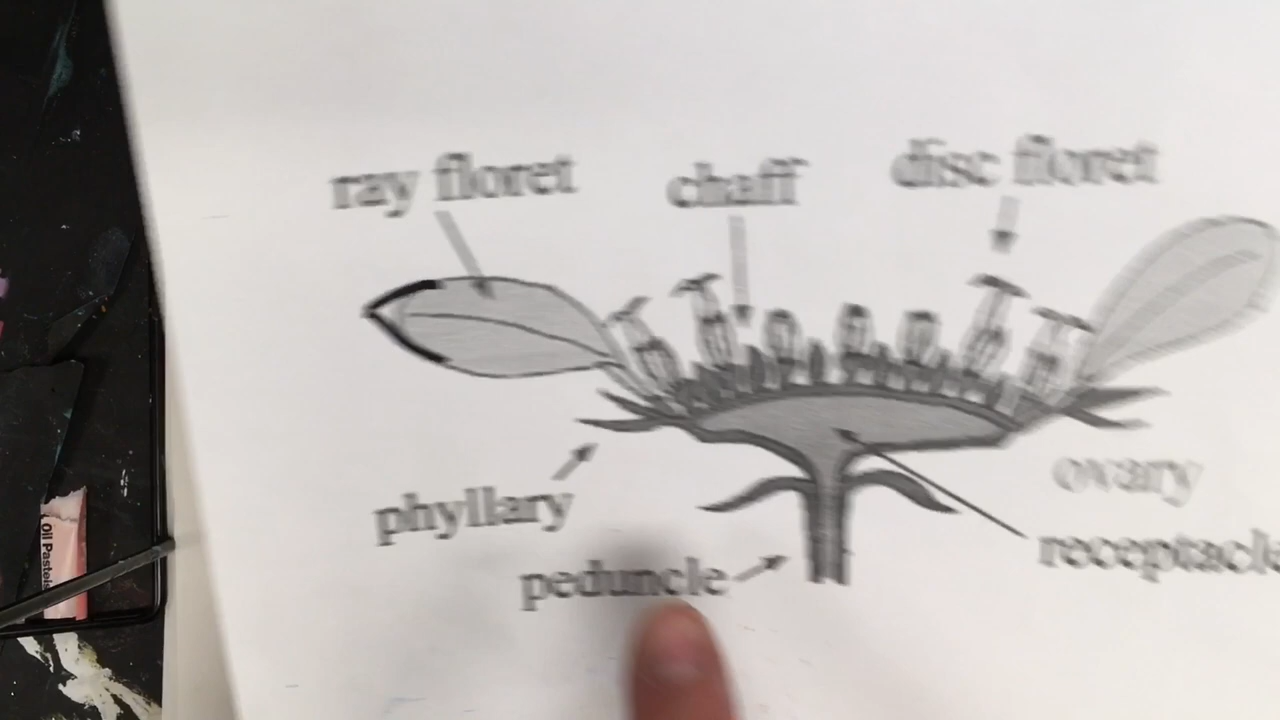 ray floret
chaff
disc floret
phyllary
ovary
peduncle
receptacle
Oil Pastels